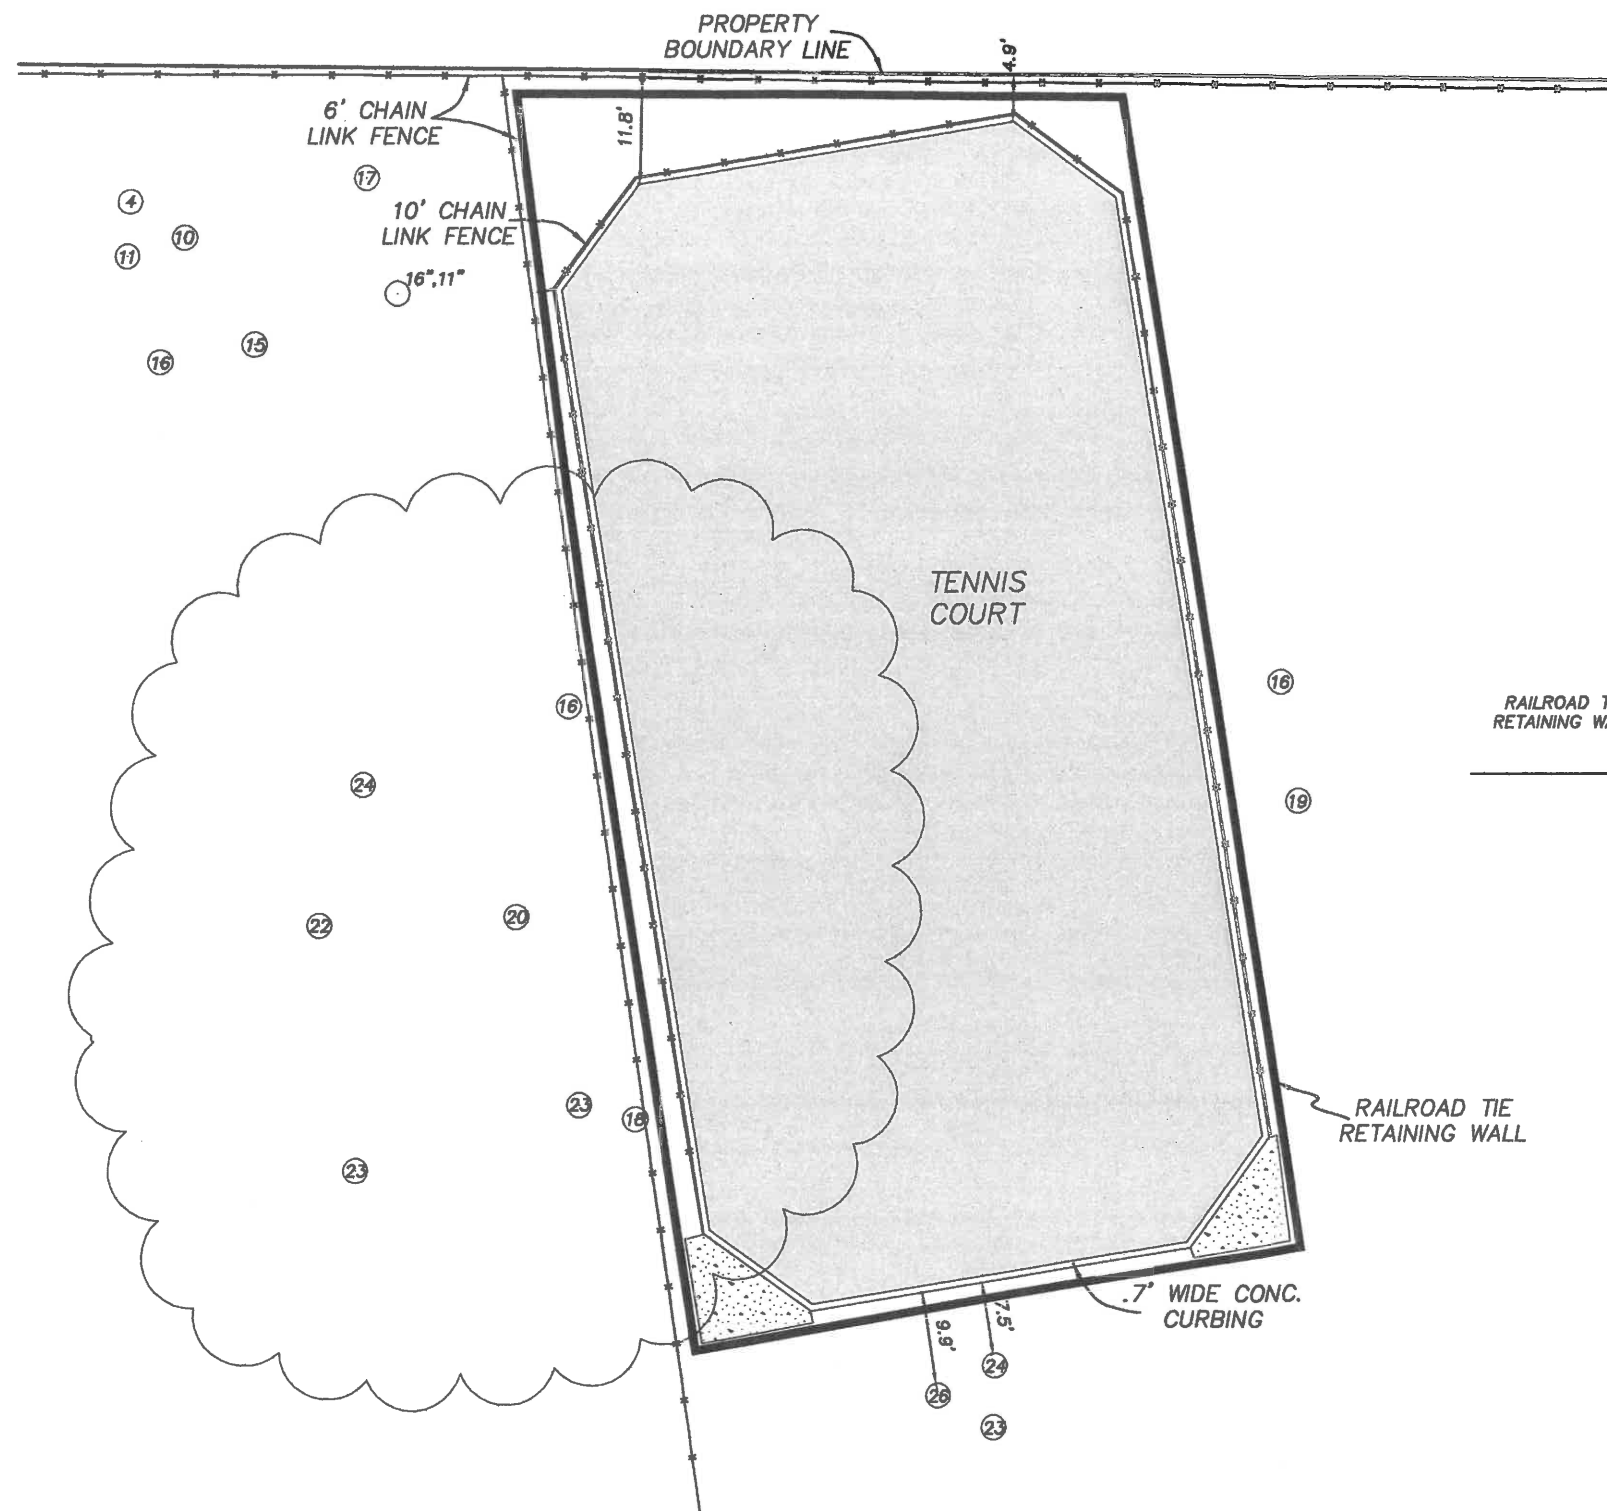 PROPERTY
BOUNDARY LINE
4.9'
6' CHAIN
LINK FENCE
11.8'
17
4
10' CHAIN
LINK FENCE
10
11
16",11"
15
16
TENNIS
COURT
16
16
RAILROAD
RETAINING
24
19
20
22
23
18
RAILROAD TIE
RETAINING WALL
23
.7' WIDE CONC.
CURBING
7.5'
9.9'
24
26
23